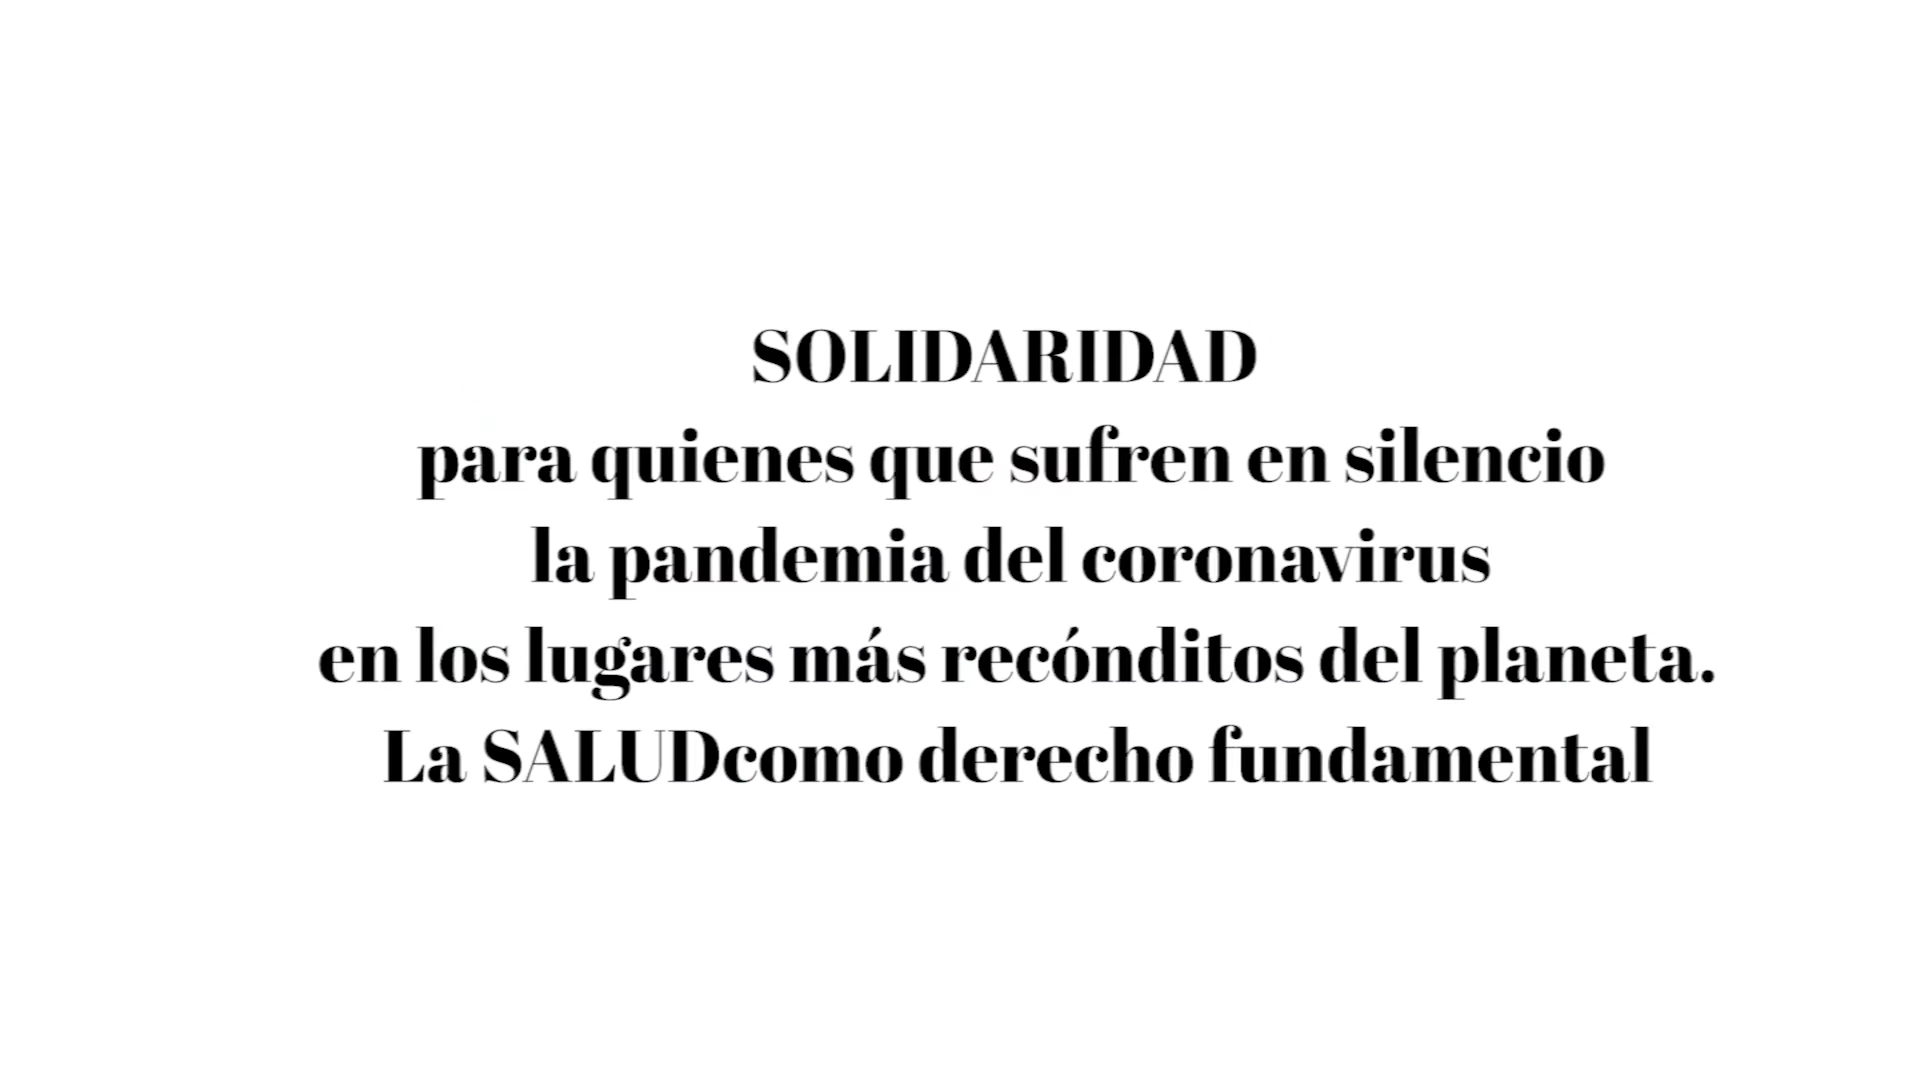 SOLIDARIDAD
para quienes que sufren en silencio
la pandemia del coronavirus
en los lugares más recónditos del planeta.
La SALUDcomo derecho fundamental